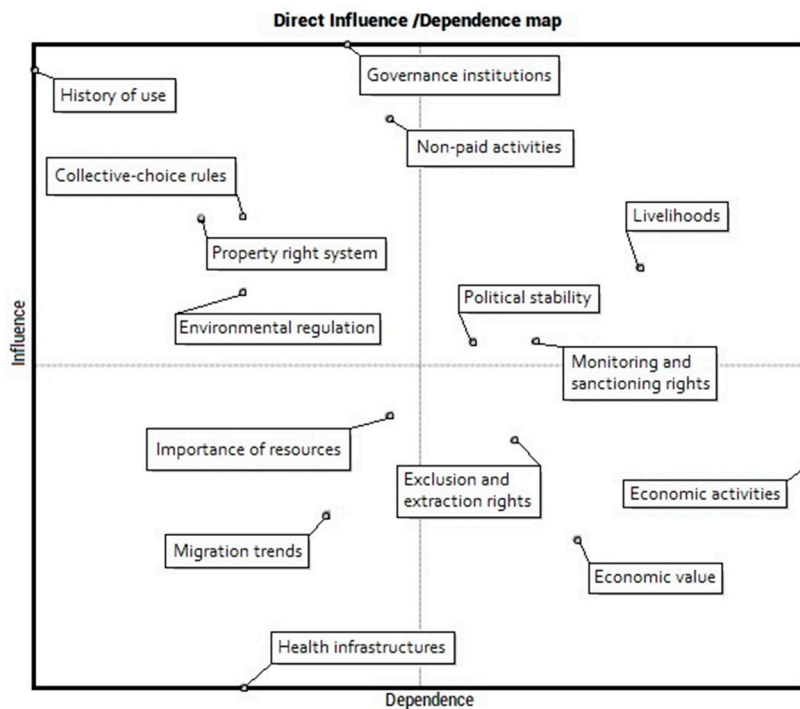 Direct Influence /Dependence map
Governance institutions
History of use
Non-paid activities
Collective-choice rules
Livelihoods
Property right system
Political stability
Environmental regulation
Influence
Monitoring and
sanctioning rights
Importance of resources
Exclusion and
extraction rights
Economic activities
Migration trends
Economic value
Health infrastructures
Dependence